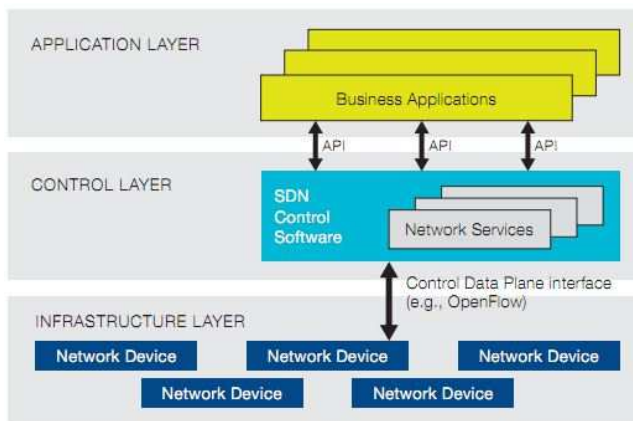 APPLICATION LAYER
Business Applications
API
API
API
CONTROL LAYER
SDN
Control
Software
Network Services
Control Data Plane interface
(e.g., OpenFlow)
INFRASTRUCTURE LAYER
Network Device
Network Device
Network Device
Network Device
Network Device